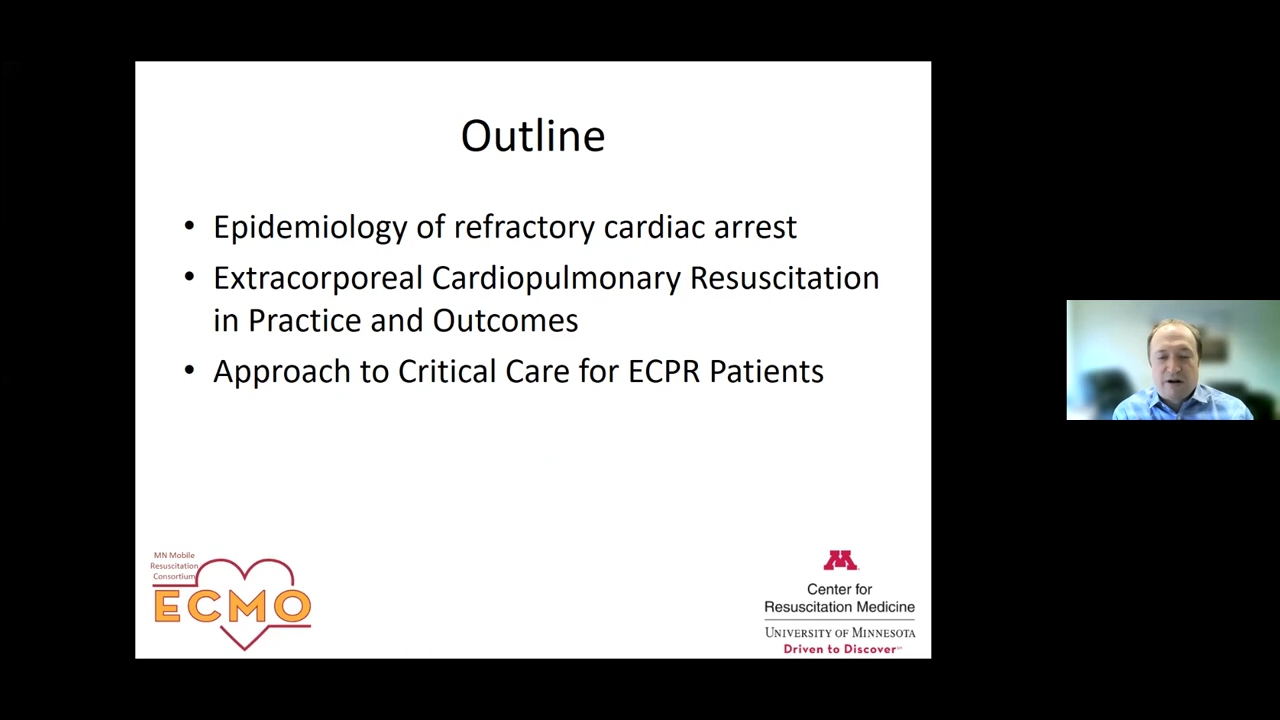 Outline
• Epidemiology of refractory cardiac arrest
• Extracorporeal Cardiopulmonary Resuscitation
in Practice and Outcomes
• Approach to Critical Care for ECPR Patients
MN Mobile
Resuscitation
Consortium
ECMO
M
Center for
Resuscitation Medicine
UNIVERSITY OF MINNESOTA
Driven to Discover℠